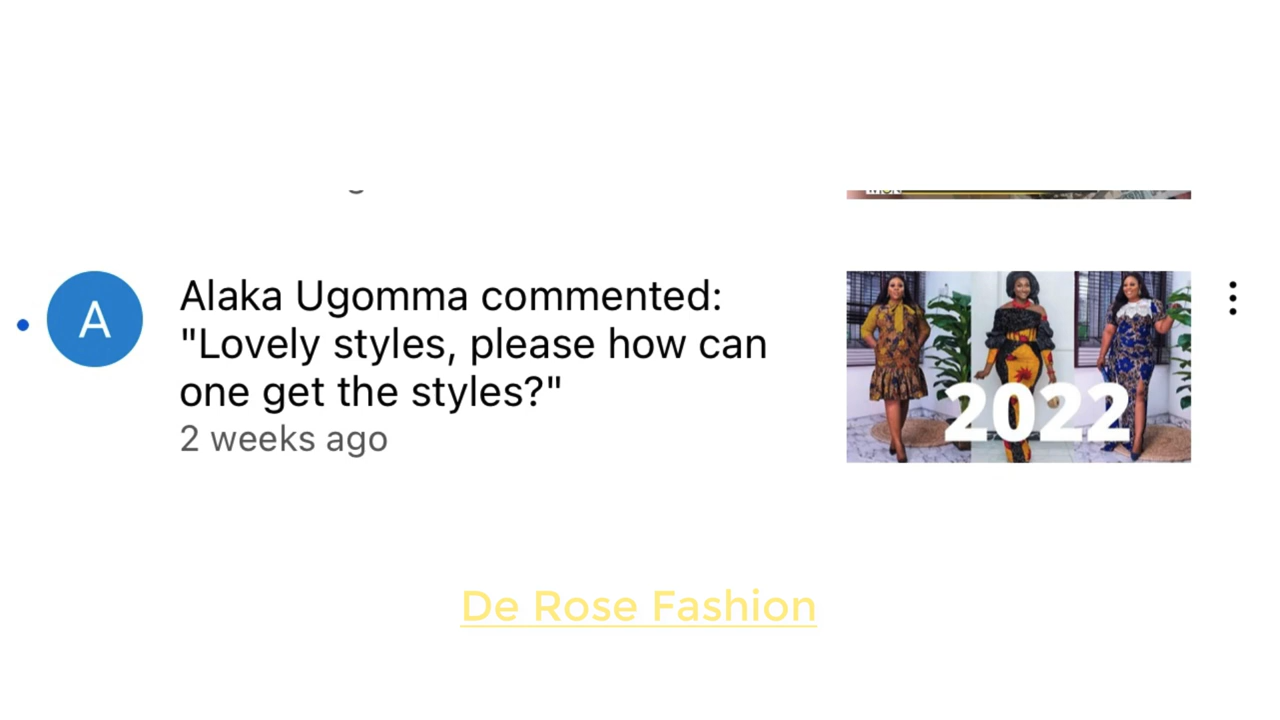 Alaka Ugomma commented:
"Lovely styles, please how can
one get the styles?"
2 weeks ago
A
2022
De Rose Fashion